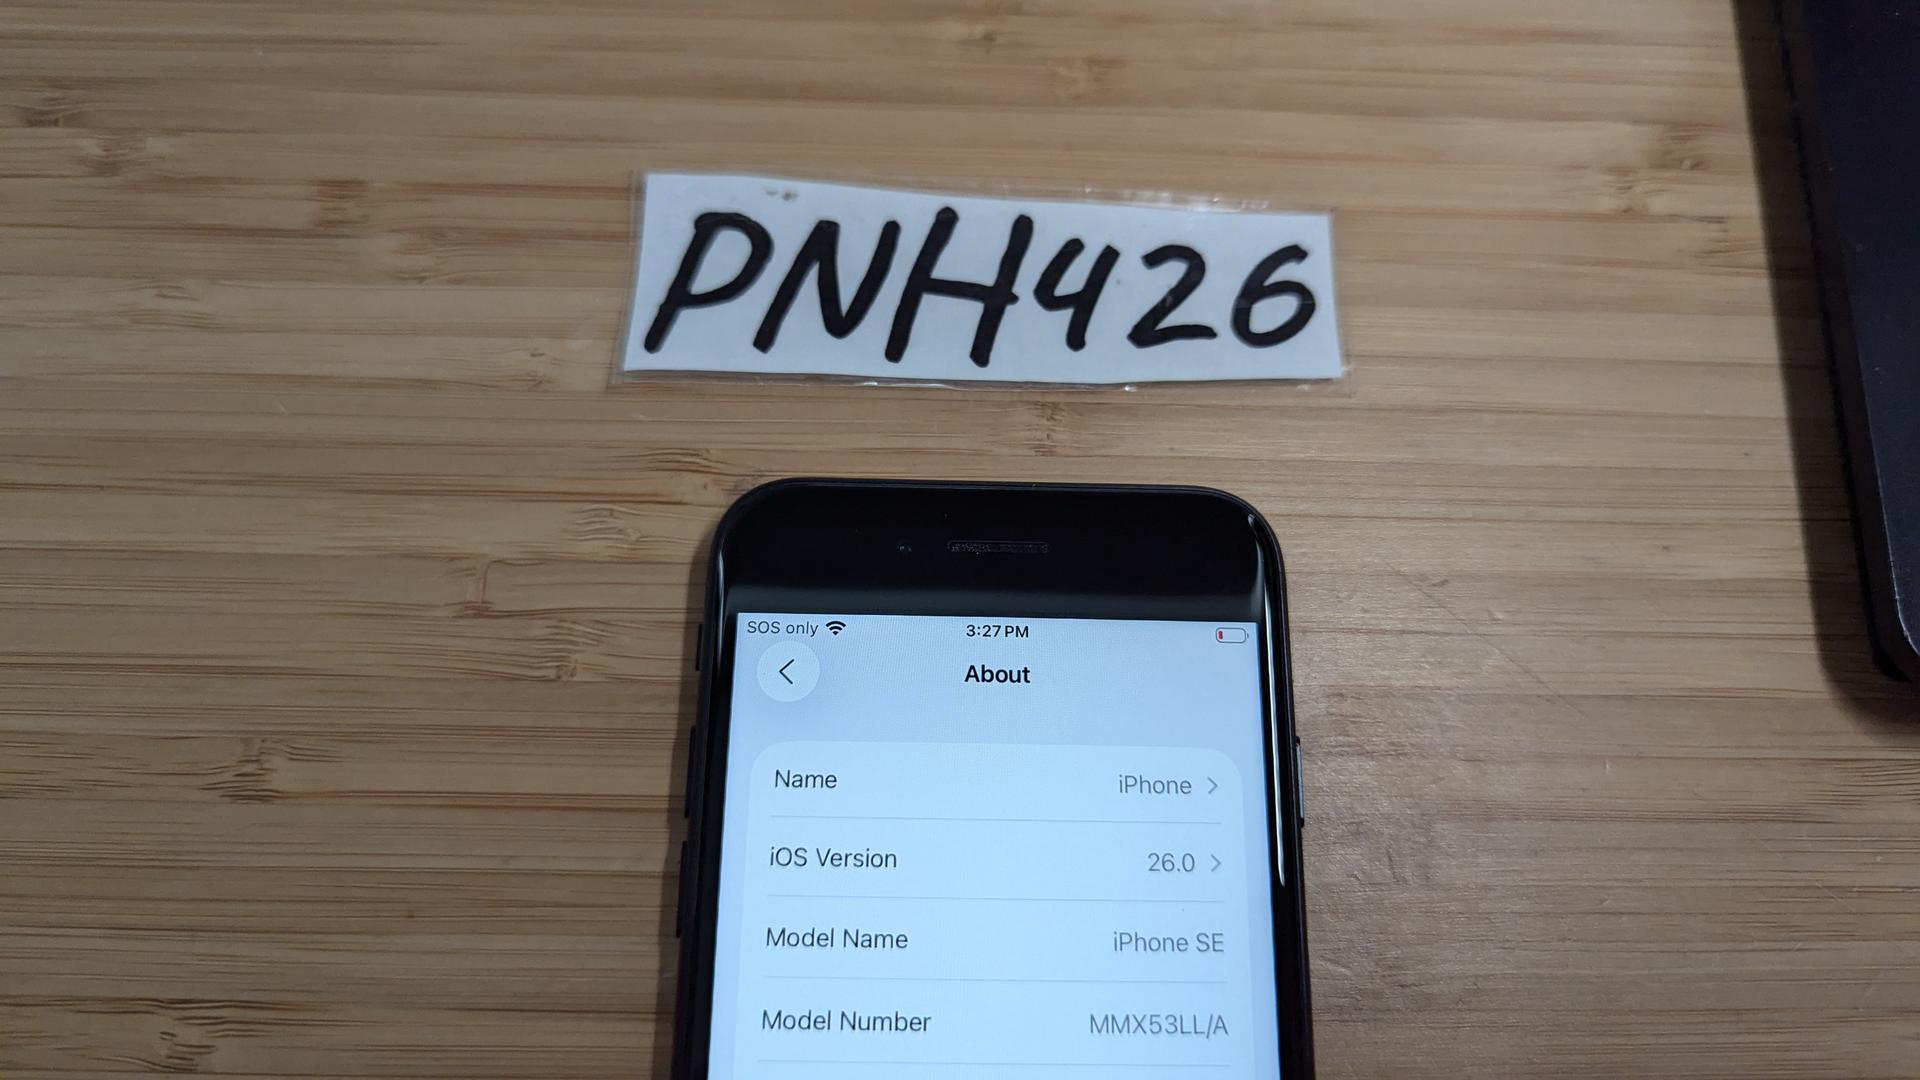 PNH426
SOS only 3:27 PM
About
Name iPhone
iOS Version 26.0
Model Name iPhone SE
Model Number MMX53LL/A